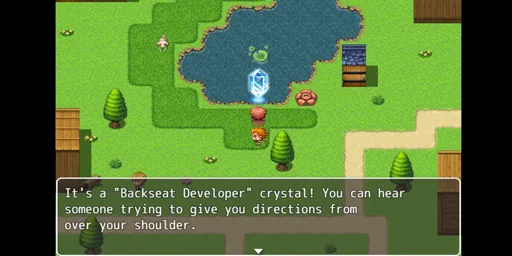 It's a "Backseat Developer" crystal! You can hear
someone trying to give you directions from
over your shoulder.